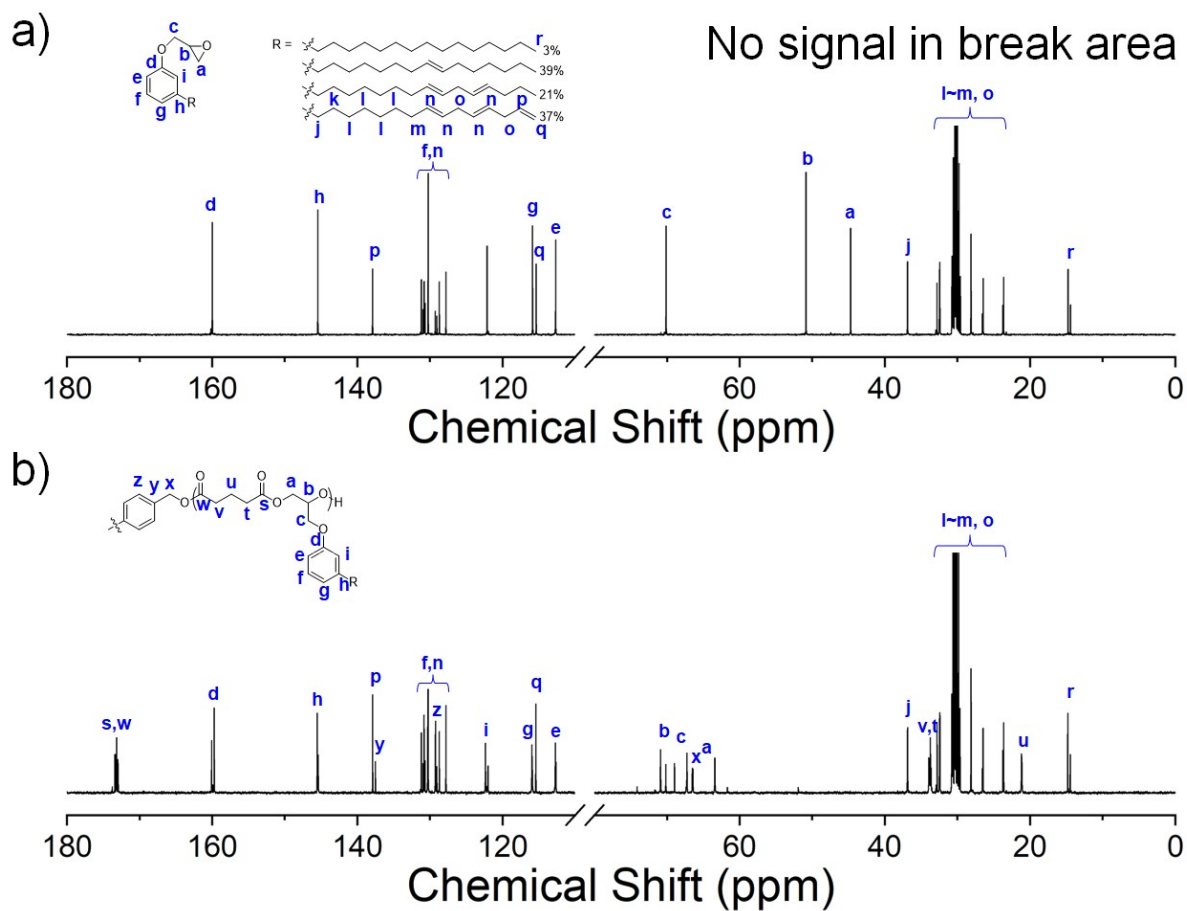 a)
No signal in break area
c
O
O
b
a
d
e
i
f
h
R
g
R =
r
3%
39%
21%
k l l n o n p
37%
j l l m n n o q
f,n
l~m, o
d
h
p
g
q
e
c
b
a
j
r
180 160 140 120 60 40 20 0
Chemical Shift (ppm)
b)
z y x O u O a b O H
O w v t s O
c O
d
e i
f h R
g
l~m, o
s,w
d
h
p
y
f,n
z
i
q
g
e
b
c
x
a
j
v,t
u
r
180 160 140 120 60 40 20 0
Chemical Shift (ppm)